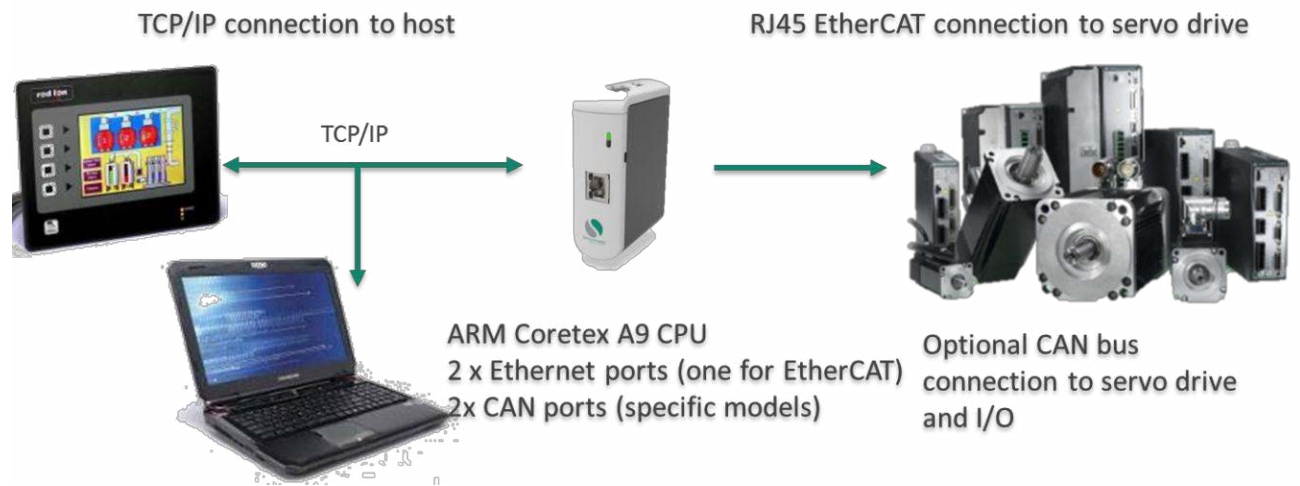 TCP/IP connection to host
RJ45 EtherCAT connection to servo drive
red lion
TCP/IP
ARM Coretex A9 CPU
2 x Ethernet ports (one for EtherCAT)
2x CAN ports (specific models)
Optional CAN bus
connection to servo drive
and I/O